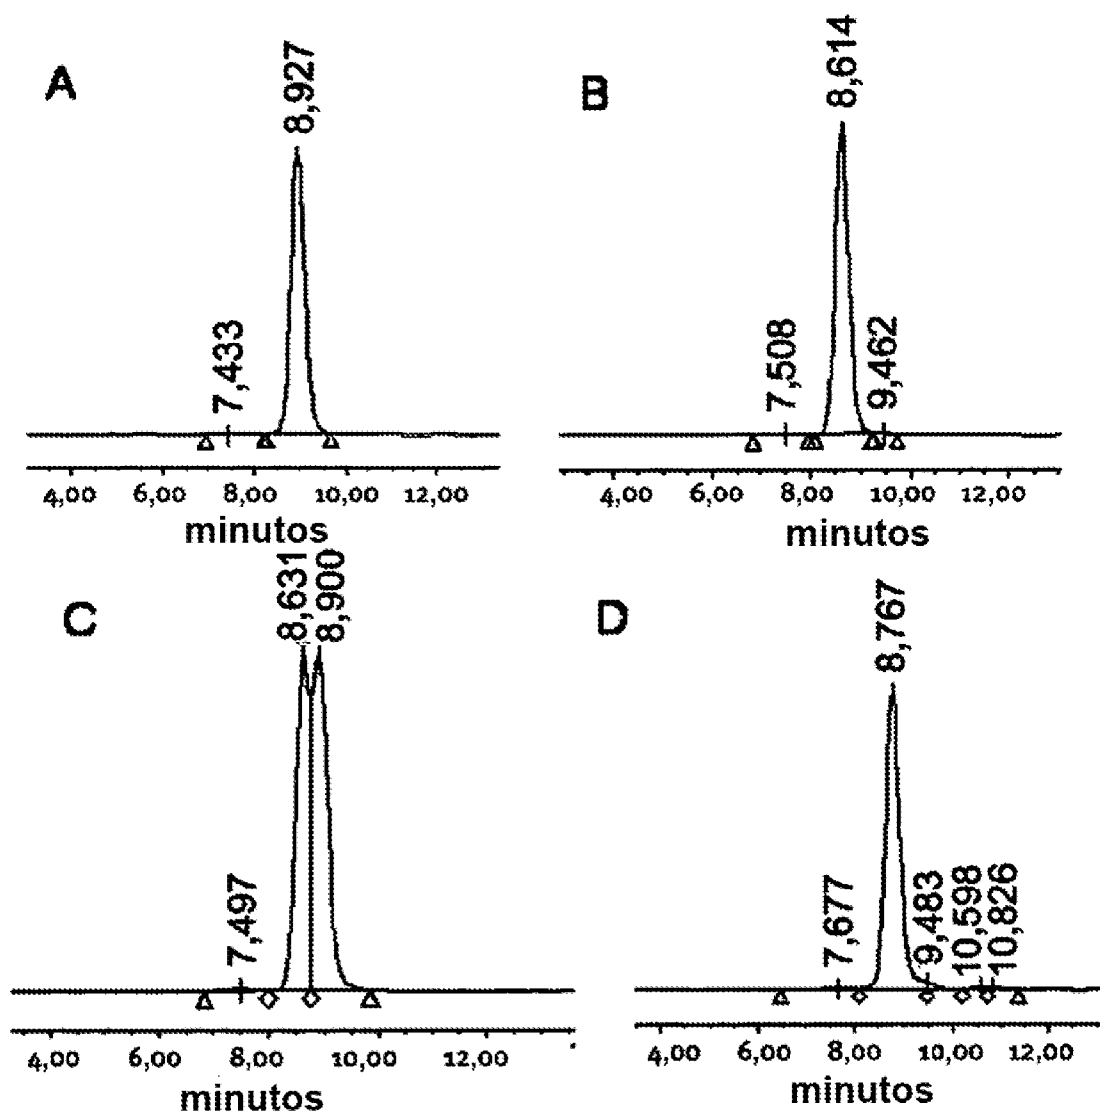 A
8,927
7,433
4,00 6,00 8,00 10,00 12,00
minutos
B
8,614
7,508
9,462
4,00 6,00 8,00 10,00 12,00
minutos
C
8,631
8,900
7,497
4,00 6,00 8,00 10,00 12,00
minutos
D
8,767
7,677
9,483
10,598
10,826
4,00 6,00 8,00 10,00 12,00
minutos